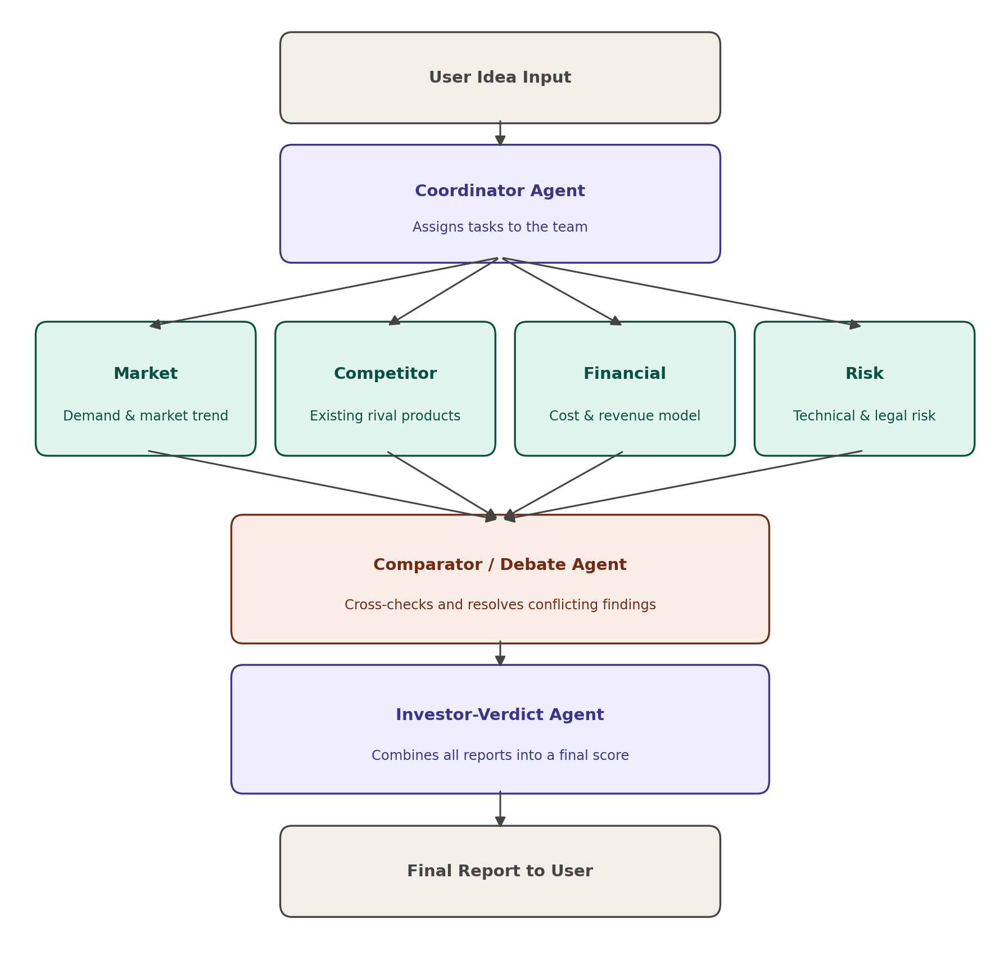 User Idea Input
Coordinator Agent
Assigns tasks to the team
Market
Demand & market trend
Competitor
Existing rival products
Financial
Cost & revenue model
Risk
Technical & legal risk
Comparator / Debate Agent
Cross-checks and resolves conflicting findings
Investor-Verdict Agent
Combines all reports into a final score
Final Report to User